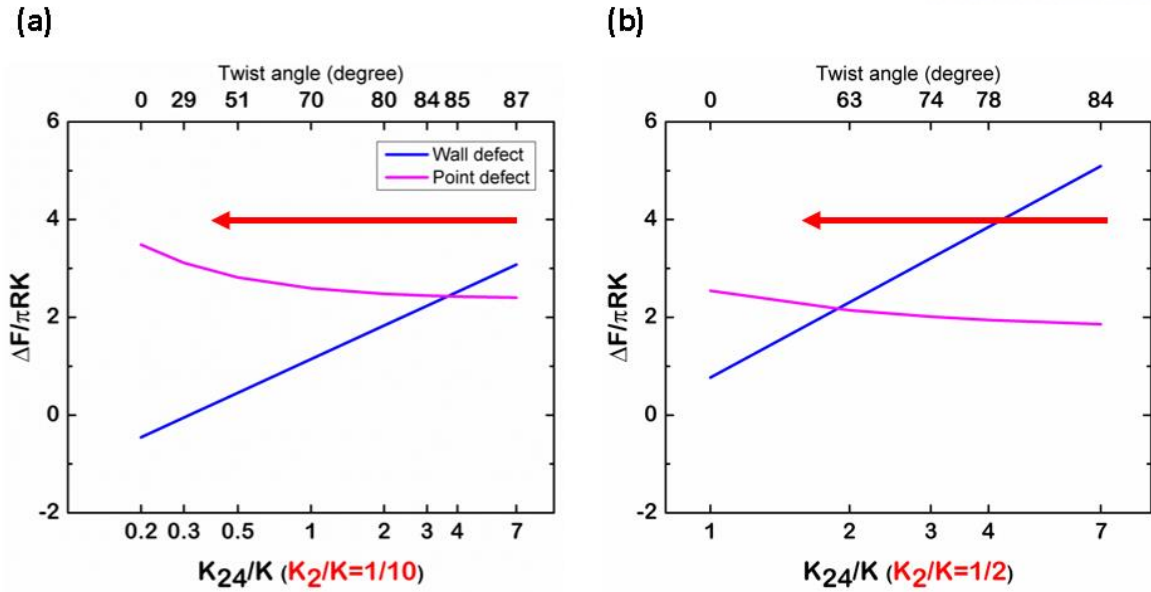 (a)
Twist angle (degree)
0 29 51 70 80 84 85 87
6
4
2
0
-2
ΔF/πRK
Wall defect
Point defect
0.2 0.3 0.5 1 2 3 4 7
K24/K (K2/K=1/10)
(b)
Twist angle (degree)
0 63 74 78 84
6
4
2
0
-2
ΔF/πRK
1 2 3 4 7
K24/K (K2/K=1/2)